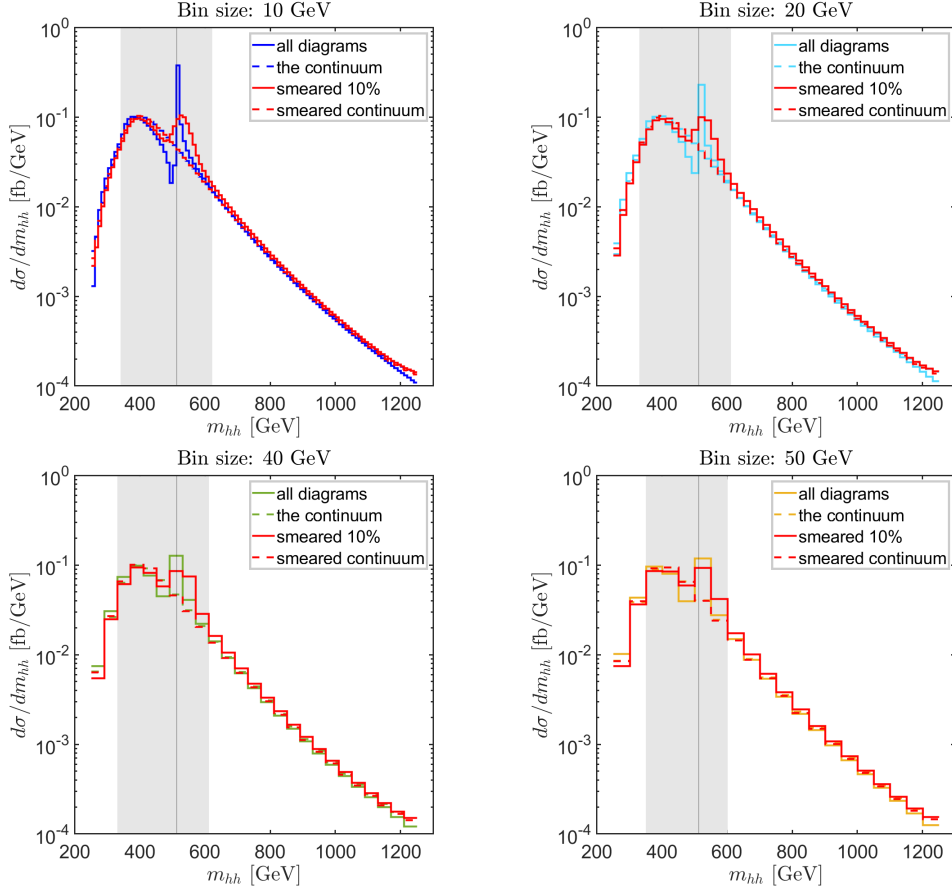 Bin size: 10 GeV
10^0
10^-1
10^-2
10^-3
10^-4
dσ/dm_hh [fb/GeV]
all diagrams
the continuum
smeared 10%
smeared continuum
200 400 600 800 1000 1200
m_hh [GeV]
Bin size: 20 GeV
10^0
10^-1
10^-2
10^-3
10^-4
dσ/dm_hh [fb/GeV]
all diagrams
the continuum
smeared 10%
smeared continuum
200 400 600 800 1000 1200
m_hh [GeV]
Bin size: 40 GeV
10^0
10^-1
10^-2
10^-3
10^-4
dσ/dm_hh [fb/GeV]
all diagrams
the continuum
smeared 10%
smeared continuum
200 400 600 800 1000 1200
m_hh [GeV]
Bin size: 50 GeV
10^0
10^-1
10^-2
10^-3
10^-4
dσ/dm_hh [fb/GeV]
all diagrams
the continuum
smeared 10%
smeared continuum
200 400 600 800 1000 1200
m_hh [GeV]